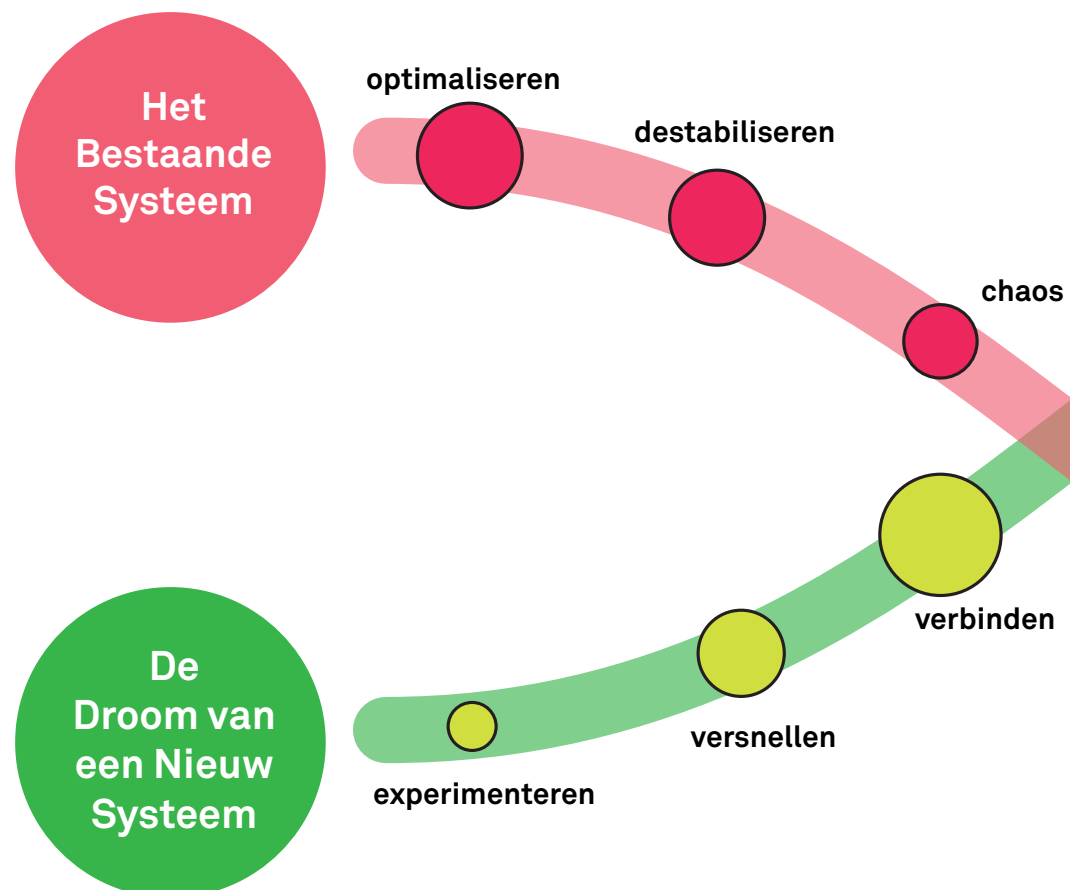 Het
Bestaande
Systeem
optimaliseren
destabiliseren
chaos
De
Droom van
een Nieuw
Systeem
experimenteren
versnellen
verbinden